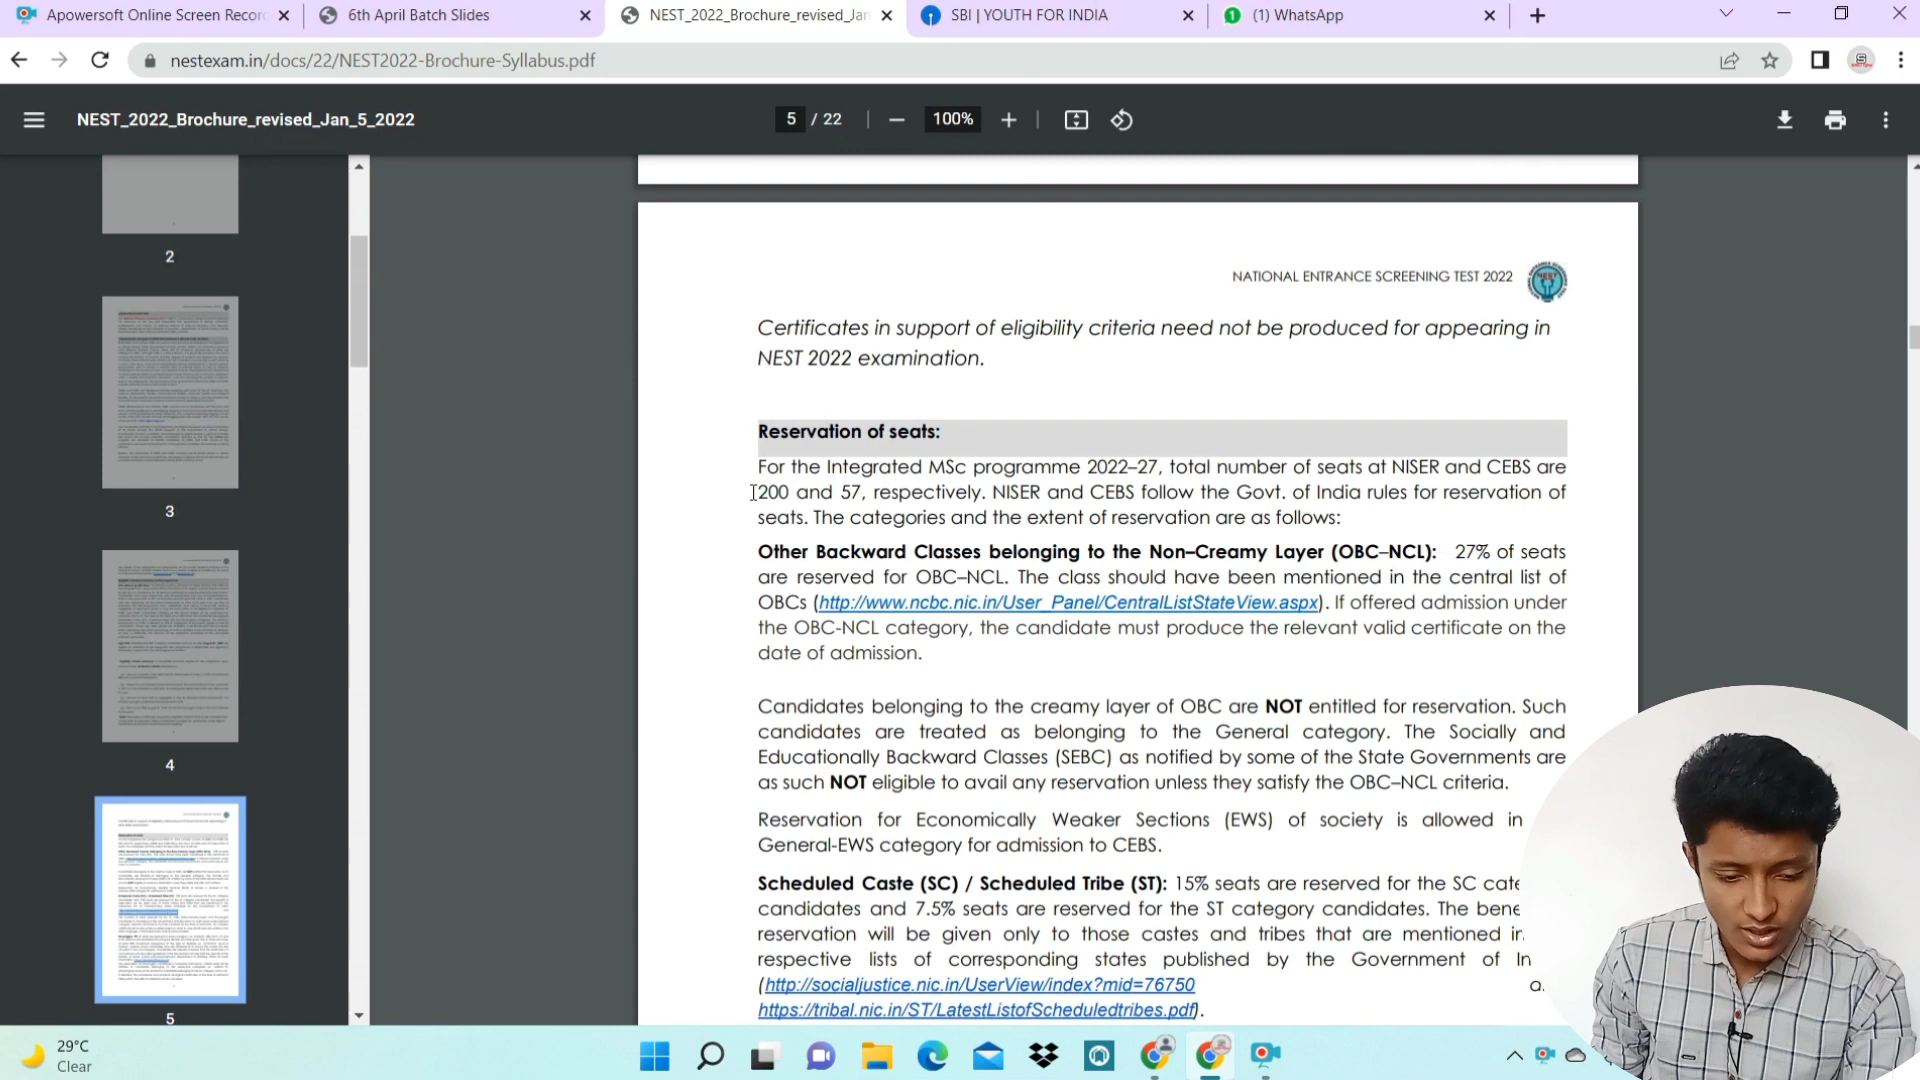 Apowersoft Online Screen Recor
6th April Batch Slides
NEST_2022_Brochure_revised_Jan
SBI | YOUTH FOR INDIA
(1) WhatsApp
nestexam.in/docs/22/NEST2022-Brochure-Syllabus.pdf
NEST_2022_Brochure_revised_Jan_5_2022
5 / 22
100%
2
3
4
5
NATIONAL ENTRANCE SCREENING TEST 2022
Certificates in support of eligibility criteria need not be produced for appearing in
NEST 2022 examination.
Reservation of seats:
For the Integrated MSc programme 2022–27, total number of seats at NISER and CEBS are
200 and 57, respectively. NISER and CEBS follow the Govt. of India rules for reservation of
seats. The categories and the extent of reservation are as follows:
Other Backward Classes belonging to the Non–Creamy Layer (OBC–NCL): 27% of seats
are reserved for OBC–NCL. The class should have been mentioned in the central list of
OBCs (http://www.ncbc.nic.in/User_Panel/CentralListStateView.aspx). If offered admission under
the OBC-NCL category, the candidate must produce the relevant valid certificate on the
date of admission.
Candidates belonging to the creamy layer of OBC are NOT entitled for reservation. Such
candidates are treated as belonging to the General category. The Socially and
Educationally Backward Classes (SEBC) as notified by some of the State Governments are
as such NOT eligible to avail any reservation unless they satisfy the OBC–NCL criteria.
Reservation for Economically Weaker Sections (EWS) of society is allowed in
General-EWS category for admission to CEBS.
Scheduled Caste (SC) / Scheduled Tribe (ST): 15% seats are reserved for the SC cate
candidates and 7.5% seats are reserved for the ST category candidates. The bene
reservation will be given only to those castes and tribes that are mentioned in
respective lists of corresponding states published by the Government of In
(http://socialjustice.nic.in/UserView/index?mid=76750 a
https://tribal.nic.in/ST/LatestListofScheduledtribes.pdf).
29°C
Clear